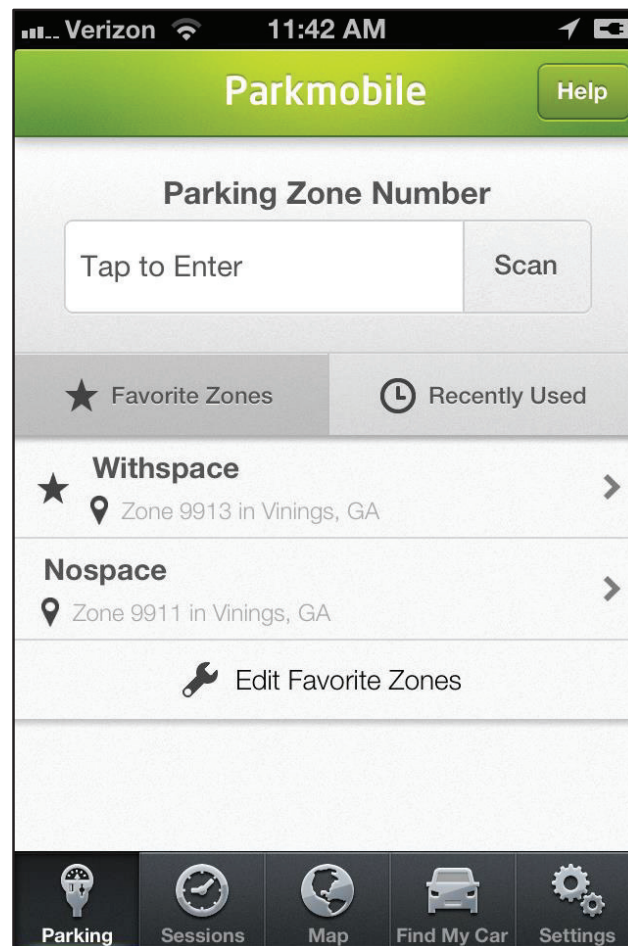 Verizon 11:42 AM
Parkmobile Help
Parking Zone Number
Tap to Enter Scan
Favorite Zones Recently Used
Withspace
Zone 9913 in Vinings, GA
Nospace
Zone 9911 in Vinings, GA
Edit Favorite Zones
Parking Sessions Map Find My Car Settings